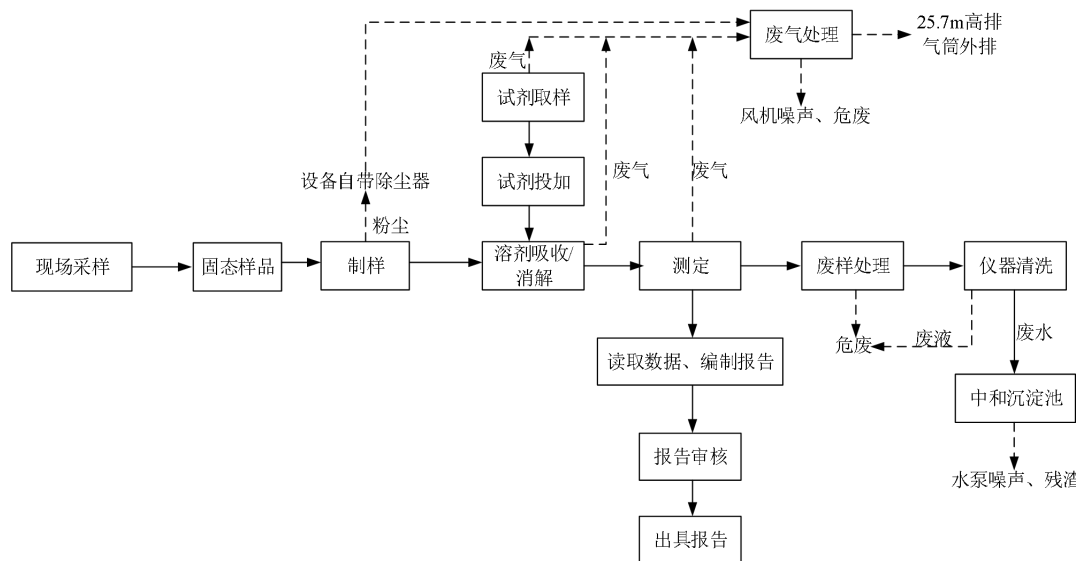 25.7m高排
气筒外排
废气处理
废气
试剂取样
风机噪声、危废
设备自带除尘器
试剂投加
废气
废气
粉尘
现场采样
固态样品
制样
溶剂吸收/
消解
测定
废样处理
仪器清洗
危废
废液
废水
读取数据、编制报告
中和沉淀池
报告审核
水泵噪声、残渣
出具报告